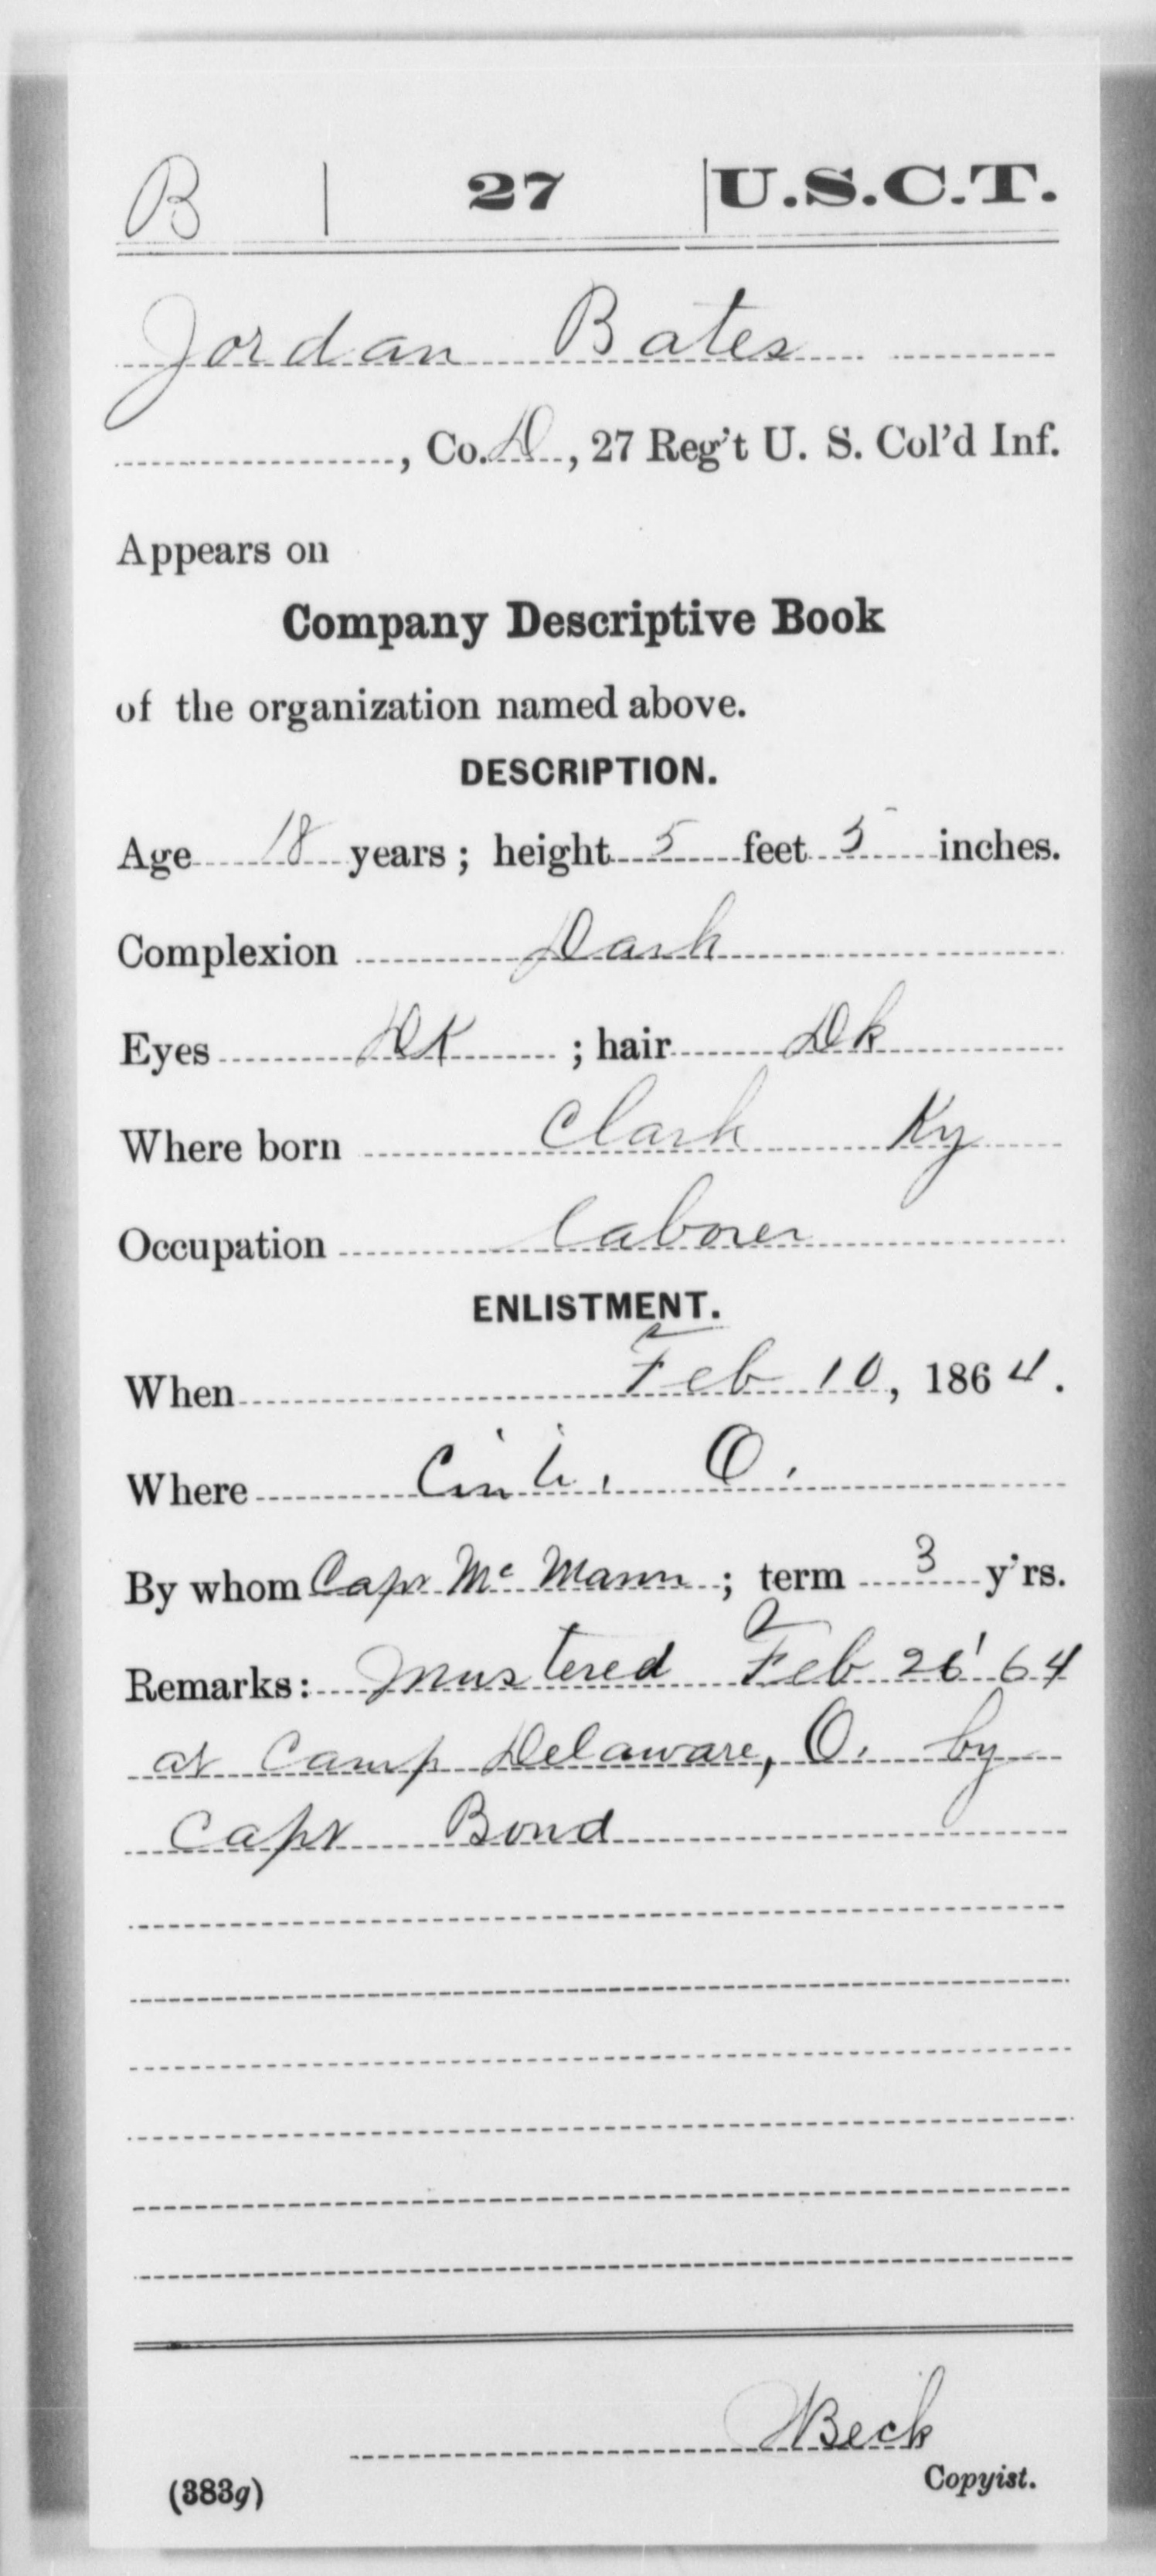 B | 27 | U.S.C.T.
Jordan Bates
, Co. D, 27 Reg't U. S. Col'd Inf.
Appears on
Company Descriptive Book
of the organization named above.
DESCRIPTION.
Age 18 years; height 5 feet 5 inches.
Complexion Dark
Eyes Dk ; hair Dk
Where born Clark Ky
Occupation Laborer
ENLISTMENT.
When Feb 10, 1864.
Where Cinti. O.
By whom Capt McMann; term 3 y'rs.
Remarks: Mustered Feb 26' 64
at Camp Delaware, O. by
Capt Bond
Beck
(383g) Copyist.